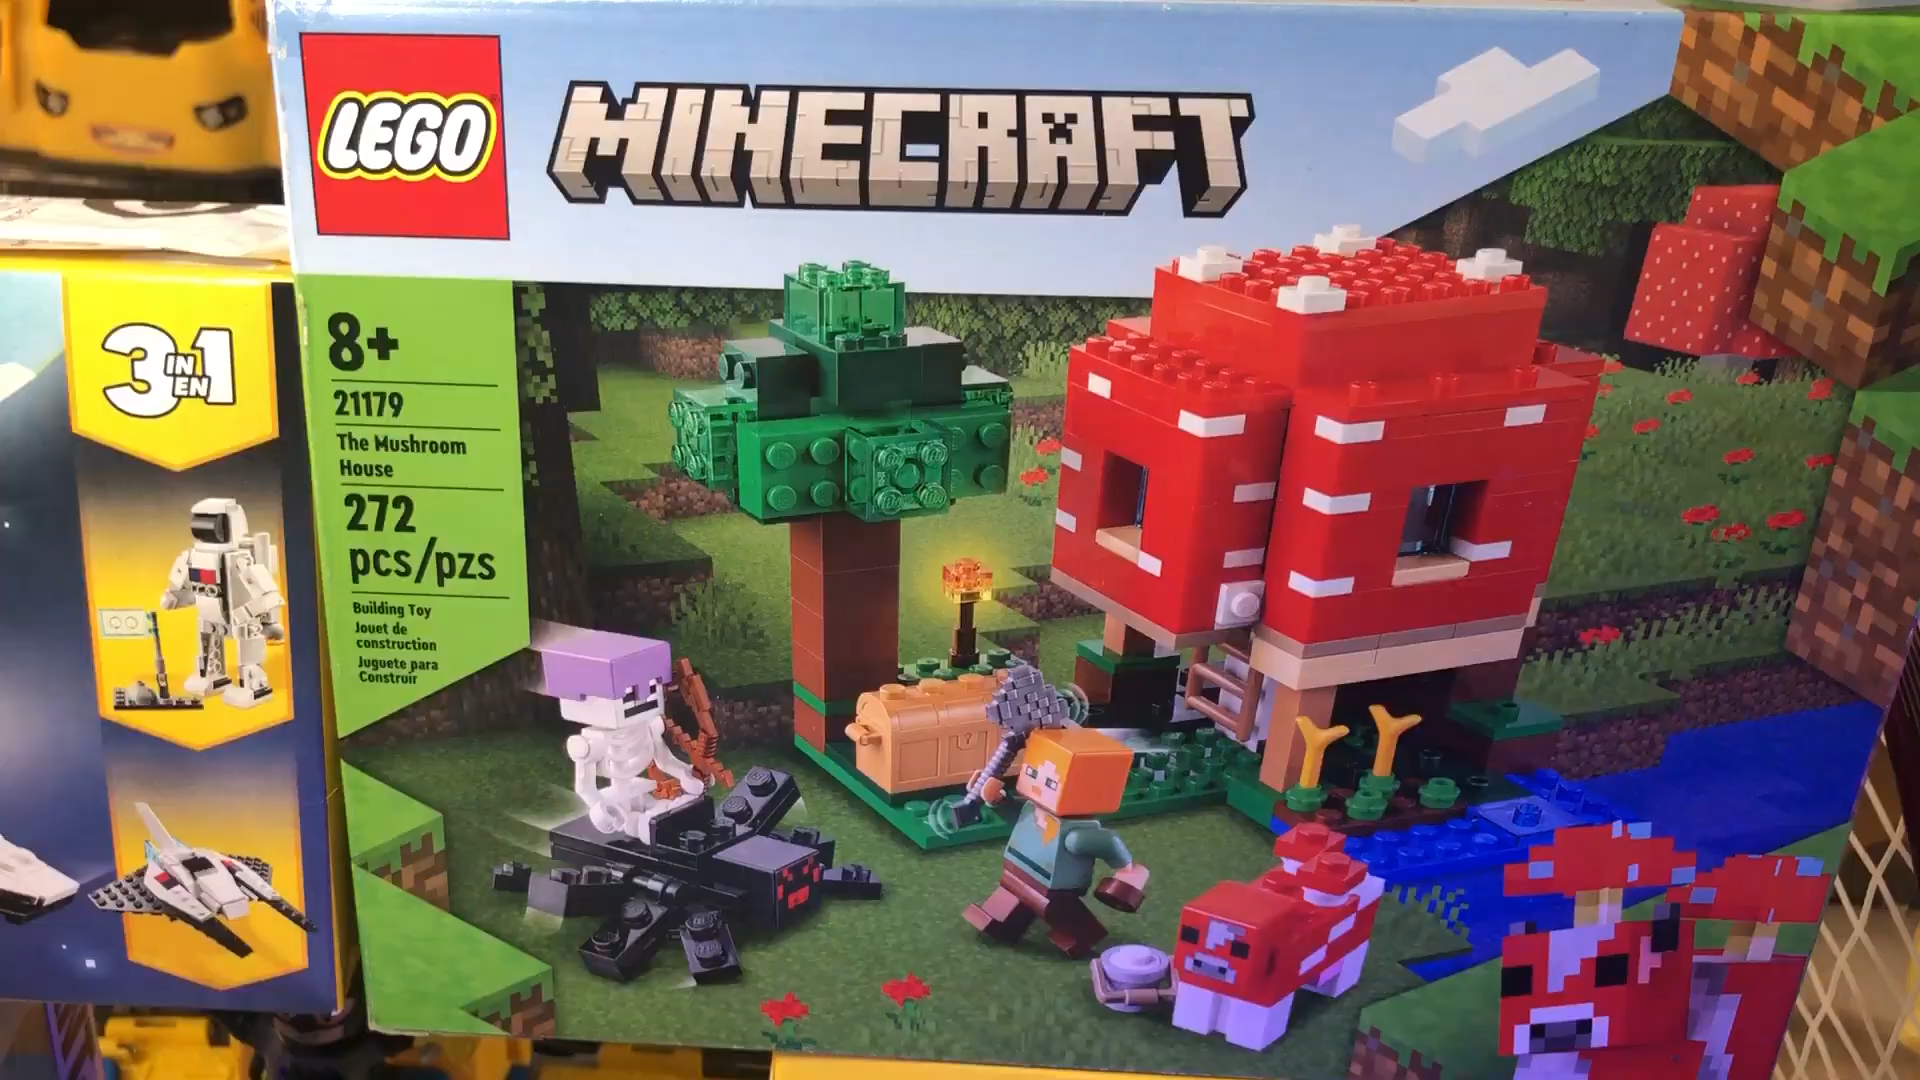 LEGO
MINECRAFT
8+
21179
The Mushroom
House
272
pcs/pzs
Building Toy
Jouet de
construction
Juguete para
Construir
3 IN EN 1